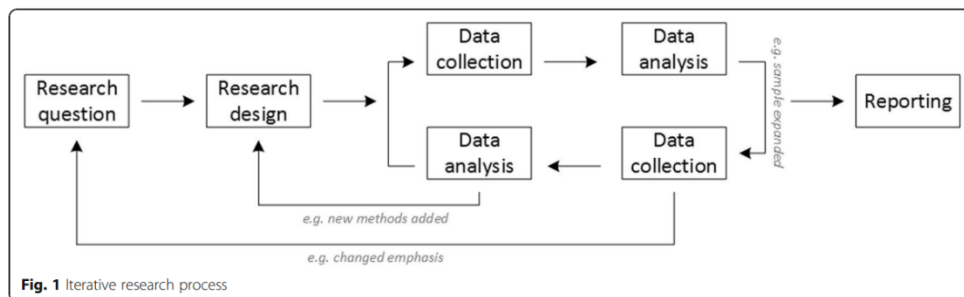 Data
collection
Data
analysis
Research
question
Research
design
e.g. sample expanded
Reporting
Data
analysis
Data
collection
e.g. new methods added
e.g. changed emphasis
Fig. 1 Iterative research process